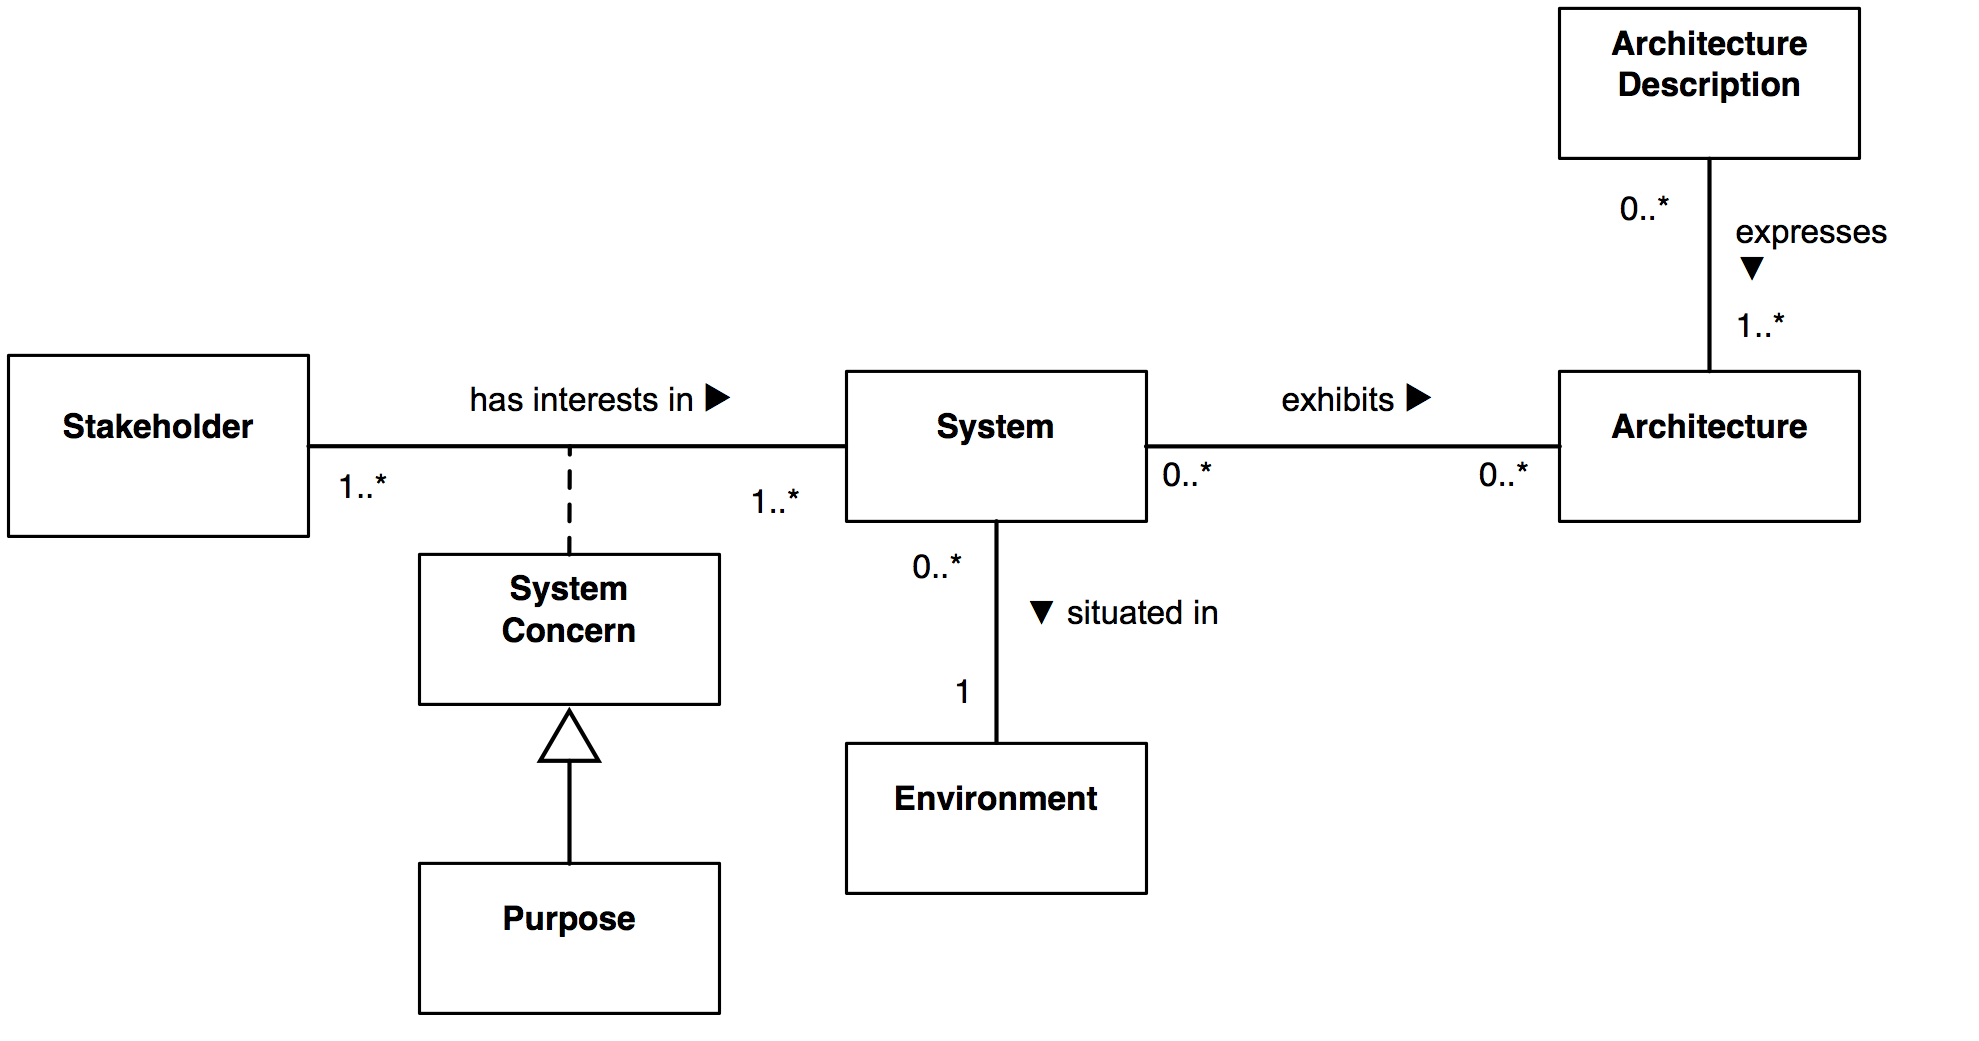 Architecture
Description
0..*
expresses
▼
1..*
Stakeholder
has interests in ▶
System
exhibits ▶
Architecture
1..*
1..*
0..*
0..*
System
Concern
0..*
▼ situated in
1
Environment
Purpose